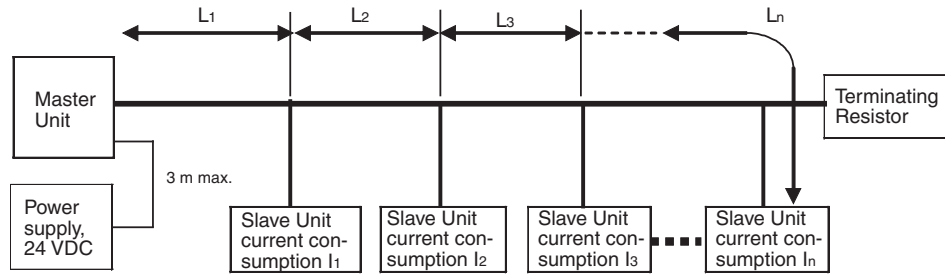 L1
L2
L3
Ln
Master
Unit
Terminating
Resistor
3 m max.
Power
supply,
24 VDC
Slave Unit
current con-
sumption I1
Slave Unit
current con-
sumption I2
Slave Unit
current con-
sumption I3
Slave Unit
current con-
sumption In